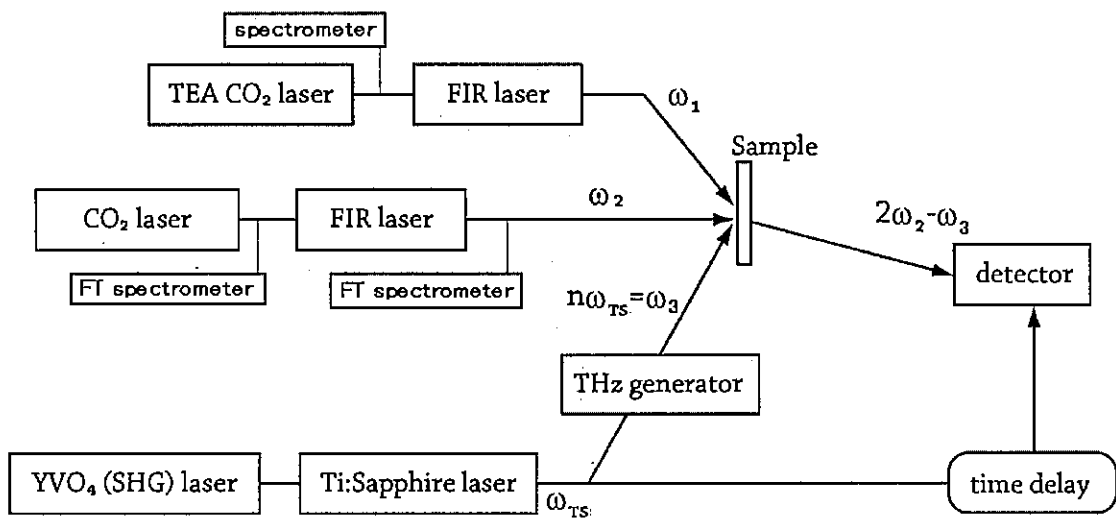 spectrometer
TEA CO₂ laser
FIR laser
ω₁
Sample
CO₂ laser
FIR laser
ω₂
2ω₂-ω₃
FT spectrometer
FT spectrometer
detector
nω_TS=ω₃
THz generator
YVO₄ (SHG) laser
Ti:Sapphire laser
ω_TS
time delay